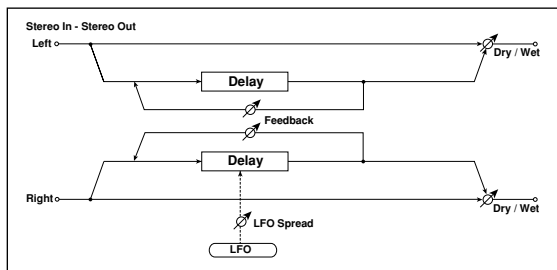 Stereo In - Stereo Out
Left
Dry / Wet
Delay
Feedback
Delay
Right
Dry / Wet
LFO Spread
LFO